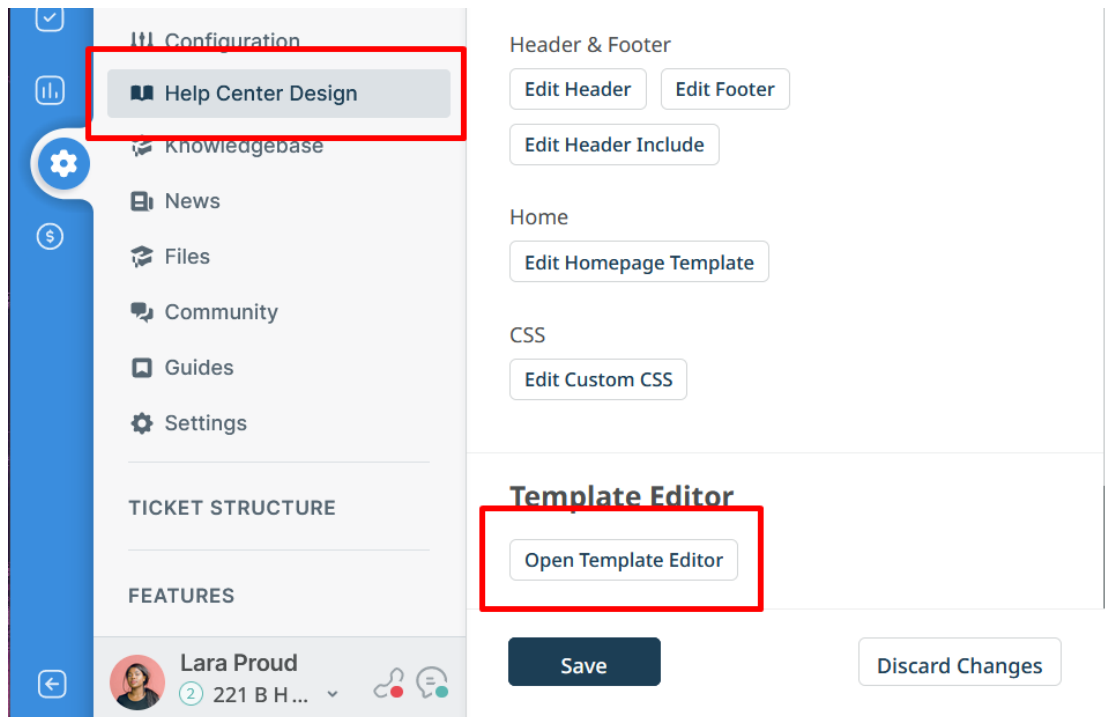 Configuration
Help Center Design
Knowledgebase
News
Files
Community
Guides
Settings
TICKET STRUCTURE
FEATURES
Lara Proud
2 221 B H ...
Header & Footer
Edit Header
Edit Footer
Edit Header Include
Home
Edit Homepage Template
CSS
Edit Custom CSS
Template Editor
Open Template Editor
Save
Discard Changes